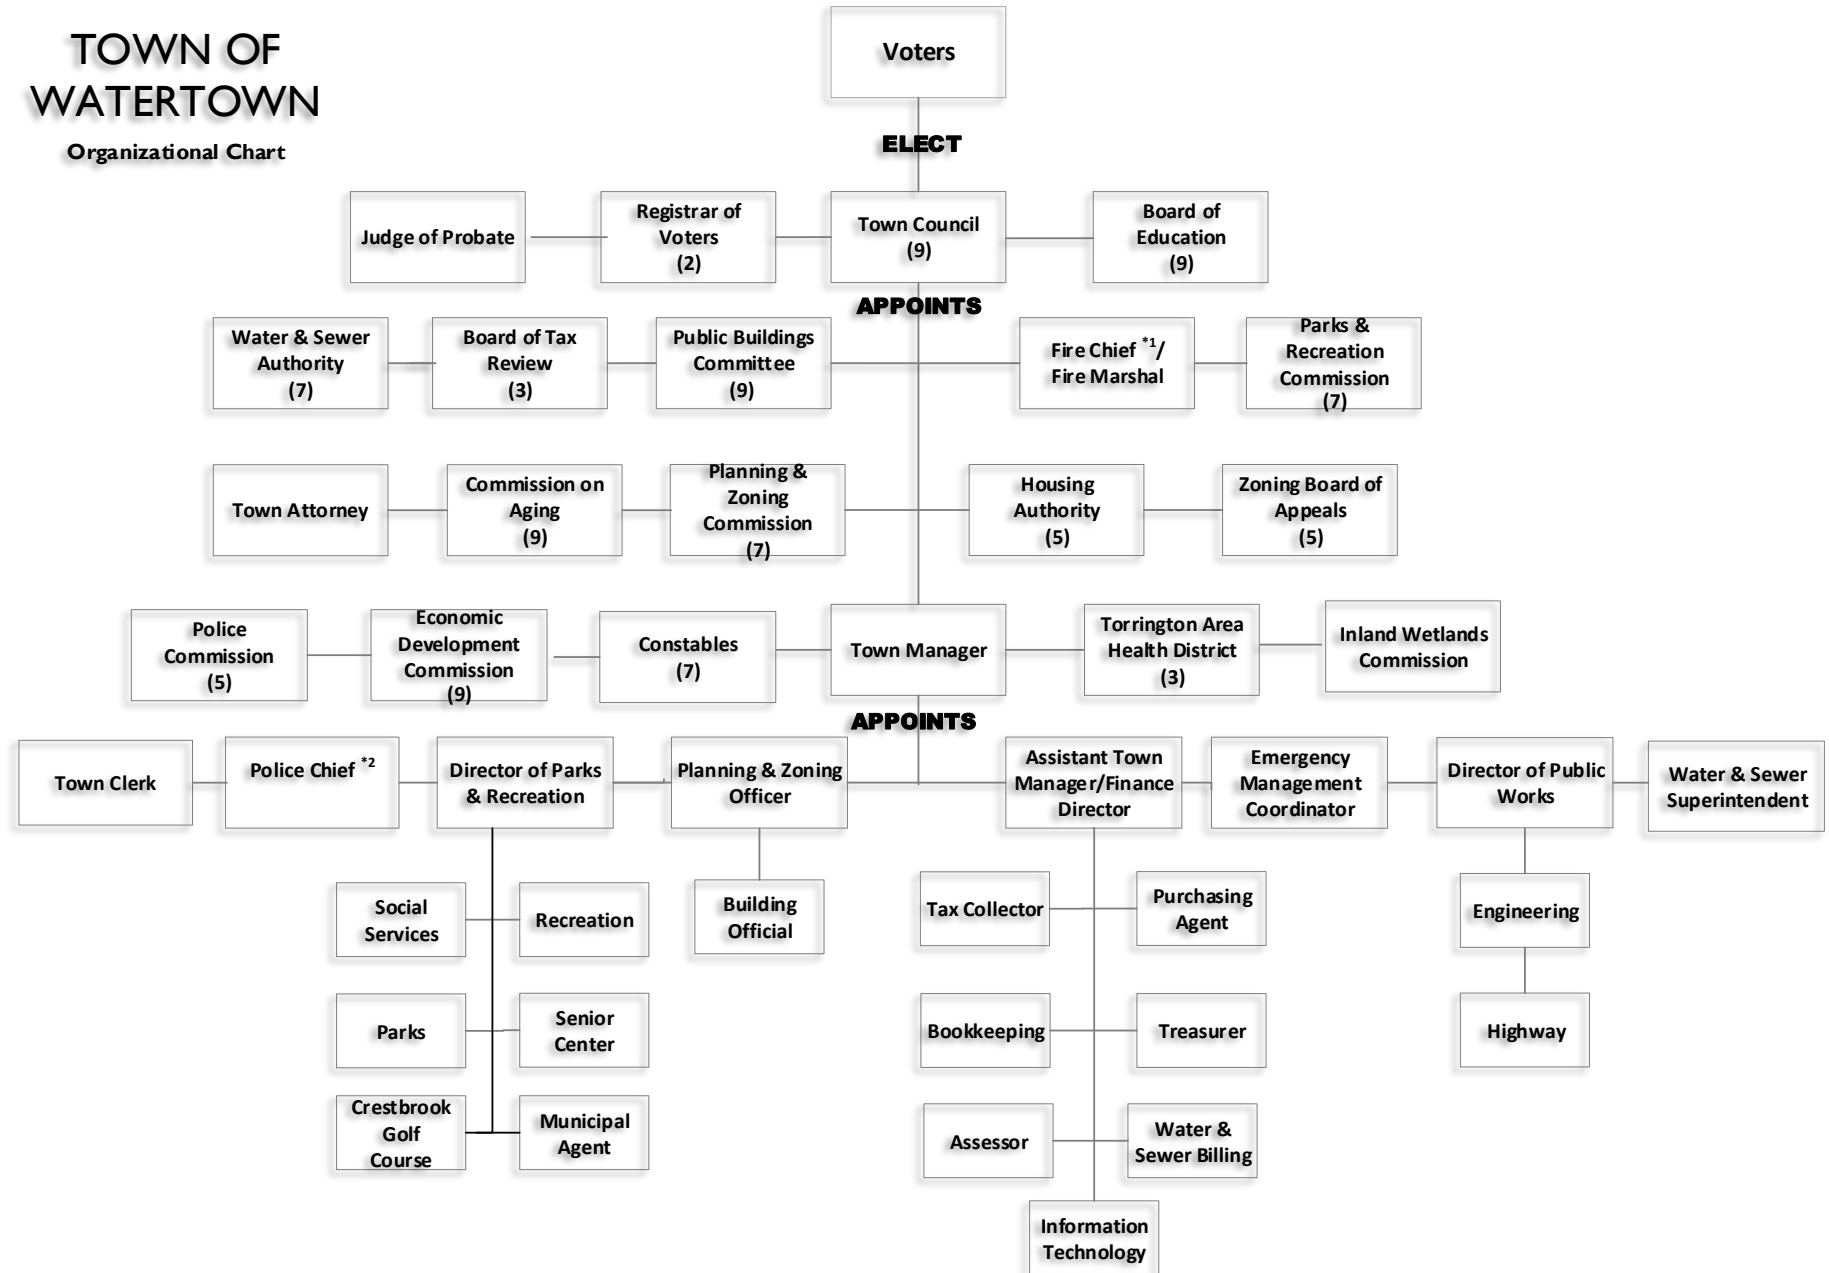 TOWN OF
WATERTOWN
Organizational Chart
Voters
ELECT
Judge of Probate
Registrar of
Voters
(2)
Town Council
(9)
Board of
Education
(9)
APPOINTS
Water & Sewer
Authority
(7)
Board of Tax
Review
(3)
Public Buildings
Committee
(9)
Fire Chief *1/
Fire Marshal
Parks &
Recreation
Commission
(7)
Town Attorney
Commission on
Aging
(9)
Planning &
Zoning
Commission
(7)
Housing
Authority
(5)
Zoning Board of
Appeals
(5)
Police
Commission
(5)
Economic
Development
Commission
(9)
Constables
(7)
Town Manager
Torrington Area
Health District
(3)
Inland Wetlands
Commission
APPOINTS
Town Clerk
Police Chief *2
Director of Parks
& Recreation
Planning & Zoning
Officer
Assistant Town
Manager/Finance
Director
Emergency
Management
Coordinator
Director of Public
Works
Water & Sewer
Superintendent
Social
Services
Recreation
Building
Official
Tax Collector
Purchasing
Agent
Engineering
Parks
Senior
Center
Bookkeeping
Treasurer
Highway
Crestbrook
Golf
Course
Municipal
Agent
Assessor
Water &
Sewer Billing
Information
Technology